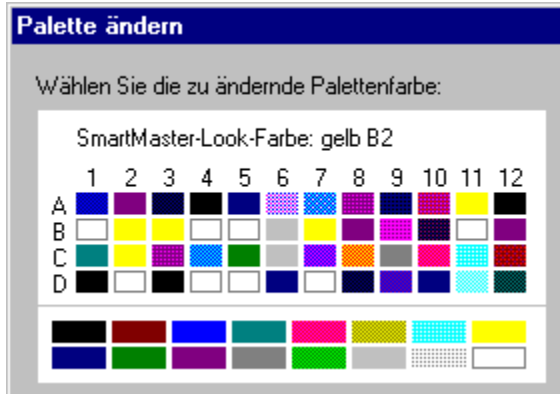 Palette ändern
Wählen Sie die zu ändernde Palettenfarbe:
SmartMaster-Look-Farbe: gelb B2
1 2 3 4 5 6 7 8 9 10 11 12
A
B
C
D